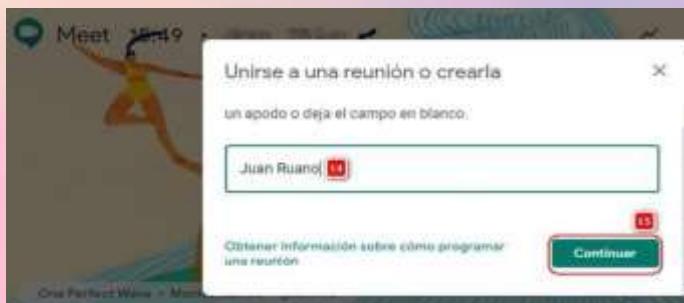 Meet
Unirse a una reunión o crearla
un apodo o deja el campo en blanco.
Juan Ruano 14
15
Obtener información sobre cómo programar
una reunión
Continuar
One Perfect Wave